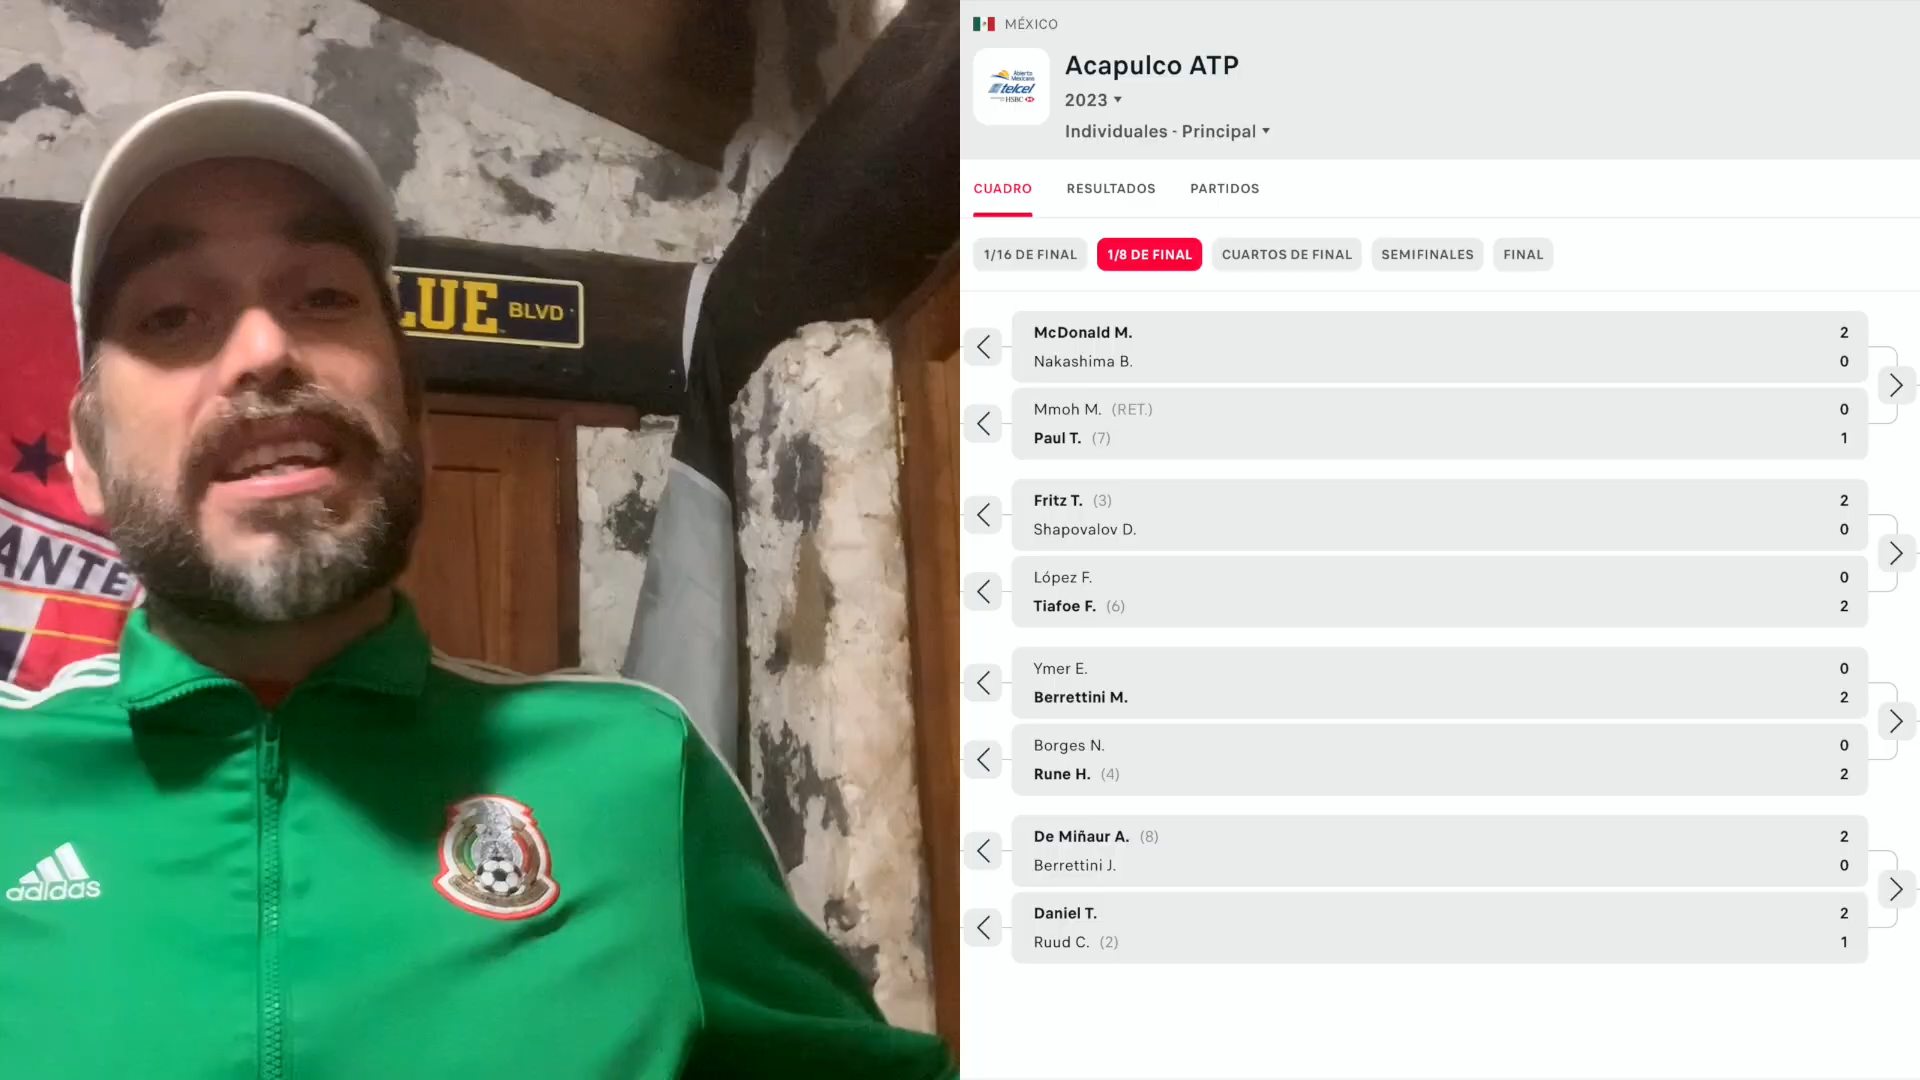 LUE BLVD
ANTE
adidas
MÉXICO
Abierto
Mexicano
telcel
HSBC
Acapulco ATP
2023
Individuales - Principal
CUADRO RESULTADOS PARTIDOS
1/16 DE FINAL 1/8 DE FINAL CUARTOS DE FINAL SEMIFINALES FINAL
McDonald M. 2
Nakashima B. 0
Mmoh M. (RET.) 0
Paul T. (7) 1
Fritz T. (3) 2
Shapovalov D. 0
López F. 0
Tiafoe F. (6) 2
Ymer E. 0
Berrettini M. 2
Borges N. 0
Rune H. (4) 2
De Miñaur A. (8) 2
Berrettini J. 0
Daniel T. 2
Ruud C. (2) 1